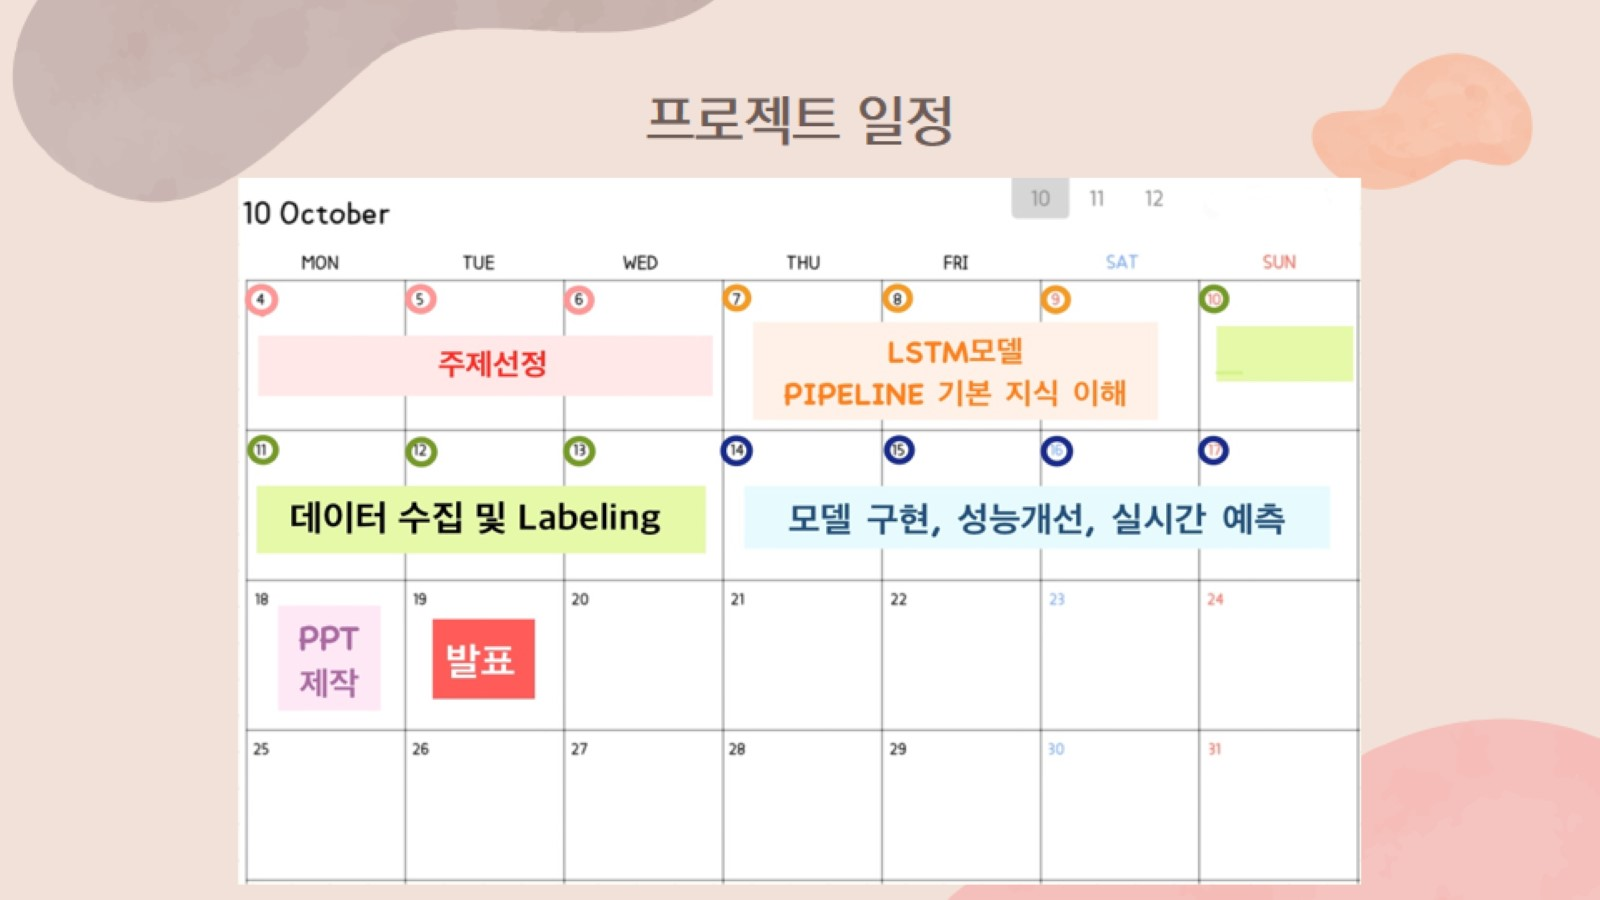 프로젝트 일정
10 October
10 11 12
MON TUE WED THU FRI SAT SUN
4 5 6 7 8 9 10
주제선정
LSTM모델
PIPELINE 기본 지식 이해
11 12 13 14 15 16 17
데이터 수집 및 Labeling
모델 구현, 성능개선, 실시간 예측
18 19 20 21 22 23 24
PPT
제작
발표
25 26 27 28 29 30 31